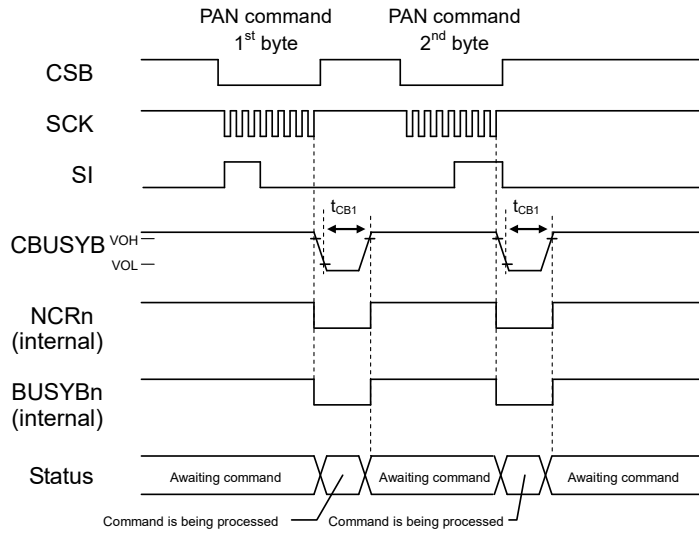 PAN command PAN command
1st byte 2nd byte
CSB
SCK
SI
tCB1 tCB1
CBUSYB VOH
VOL
NCRn
(internal)
BUSYBn
(internal)
Status Awaiting command Awaiting command Awaiting command
Command is being processed Command is being processed